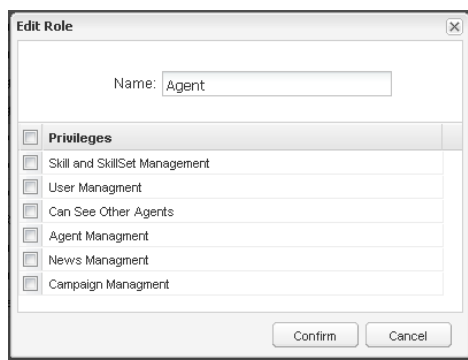 Edit Role
Name: Agent
Privileges
Skill and SkillSet Management
User Managment
Can See Other Agents
Agent Managment
News Managment
Campaign Managment
Confirm Cancel